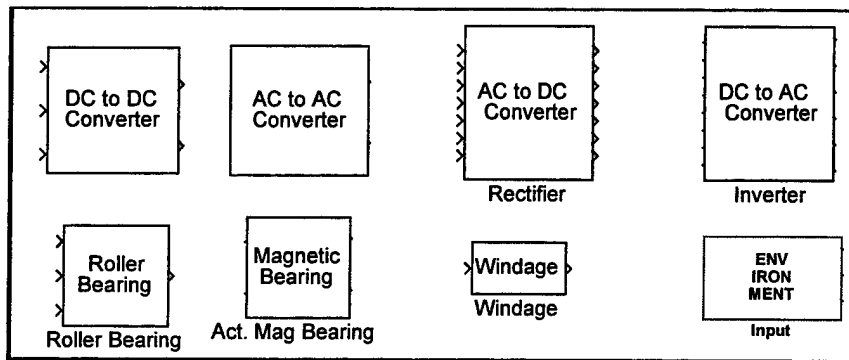 DC to DC
Converter
AC to AC
Converter
AC to DC
Converter
Rectifier
DC to AC
Converter
Inverter
Roller
Bearing
Roller Bearing
Magnetic
Bearing
Act. Mag Bearing
Windage
Windage
ENV
IRON
MENT
Input